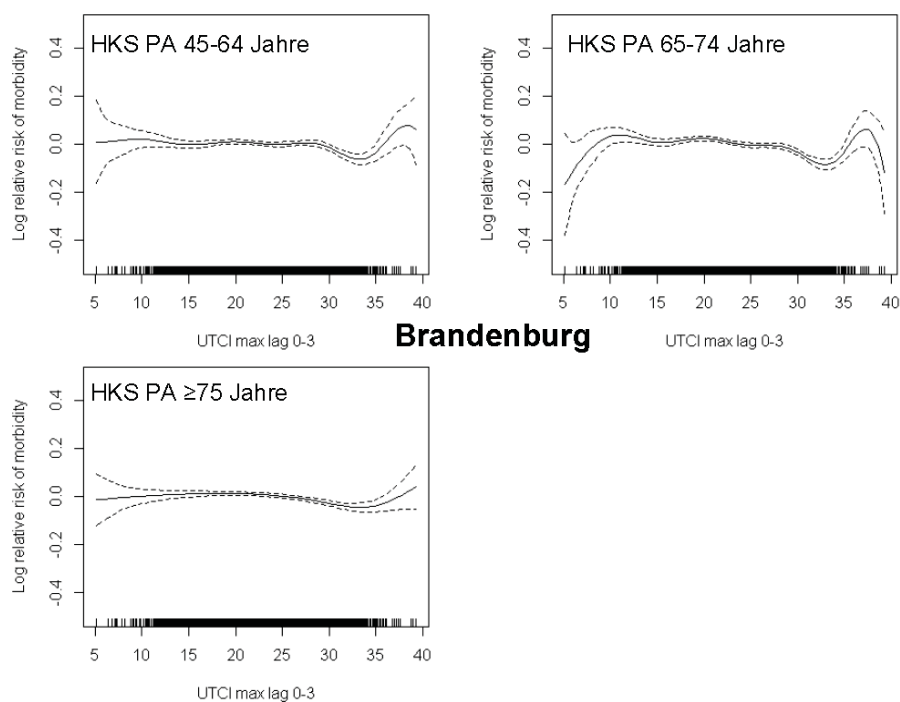 HKS PA 45-64 Jahre
Log relative risk of morbidity
0.4
0.2
0.0
-0.2
-0.4
5 10 15 20 25 30 35 40
UTCI max lag 0-3
HKS PA 65-74 Jahre
Log relative risk of morbidity
0.4
0.2
0.0
-0.2
-0.4
5 10 15 20 25 30 35 40
UTCI max lag 0-3
Brandenburg
HKS PA ≥75 Jahre
Log relative risk of morbidity
0.4
0.2
0.0
-0.2
-0.4
5 10 15 20 25 30 35 40
UTCI max lag 0-3